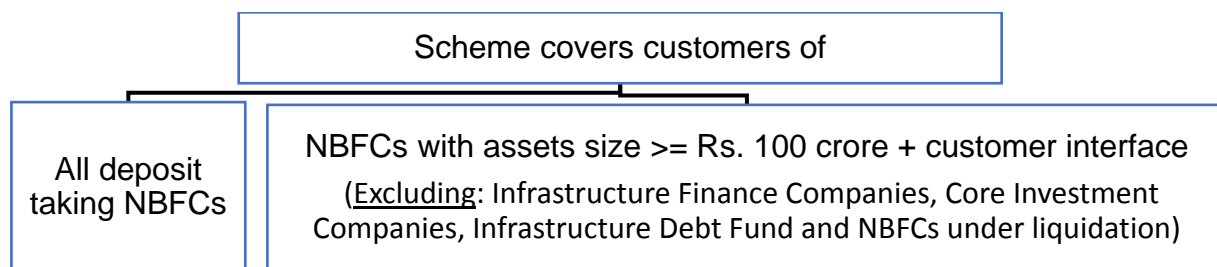 Scheme covers customers of
All deposit
taking NBFCs
NBFCs with assets size >= Rs. 100 crore + customer interface
(Excluding: Infrastructure Finance Companies, Core Investment
Companies, Infrastructure Debt Fund and NBFCs under liquidation)